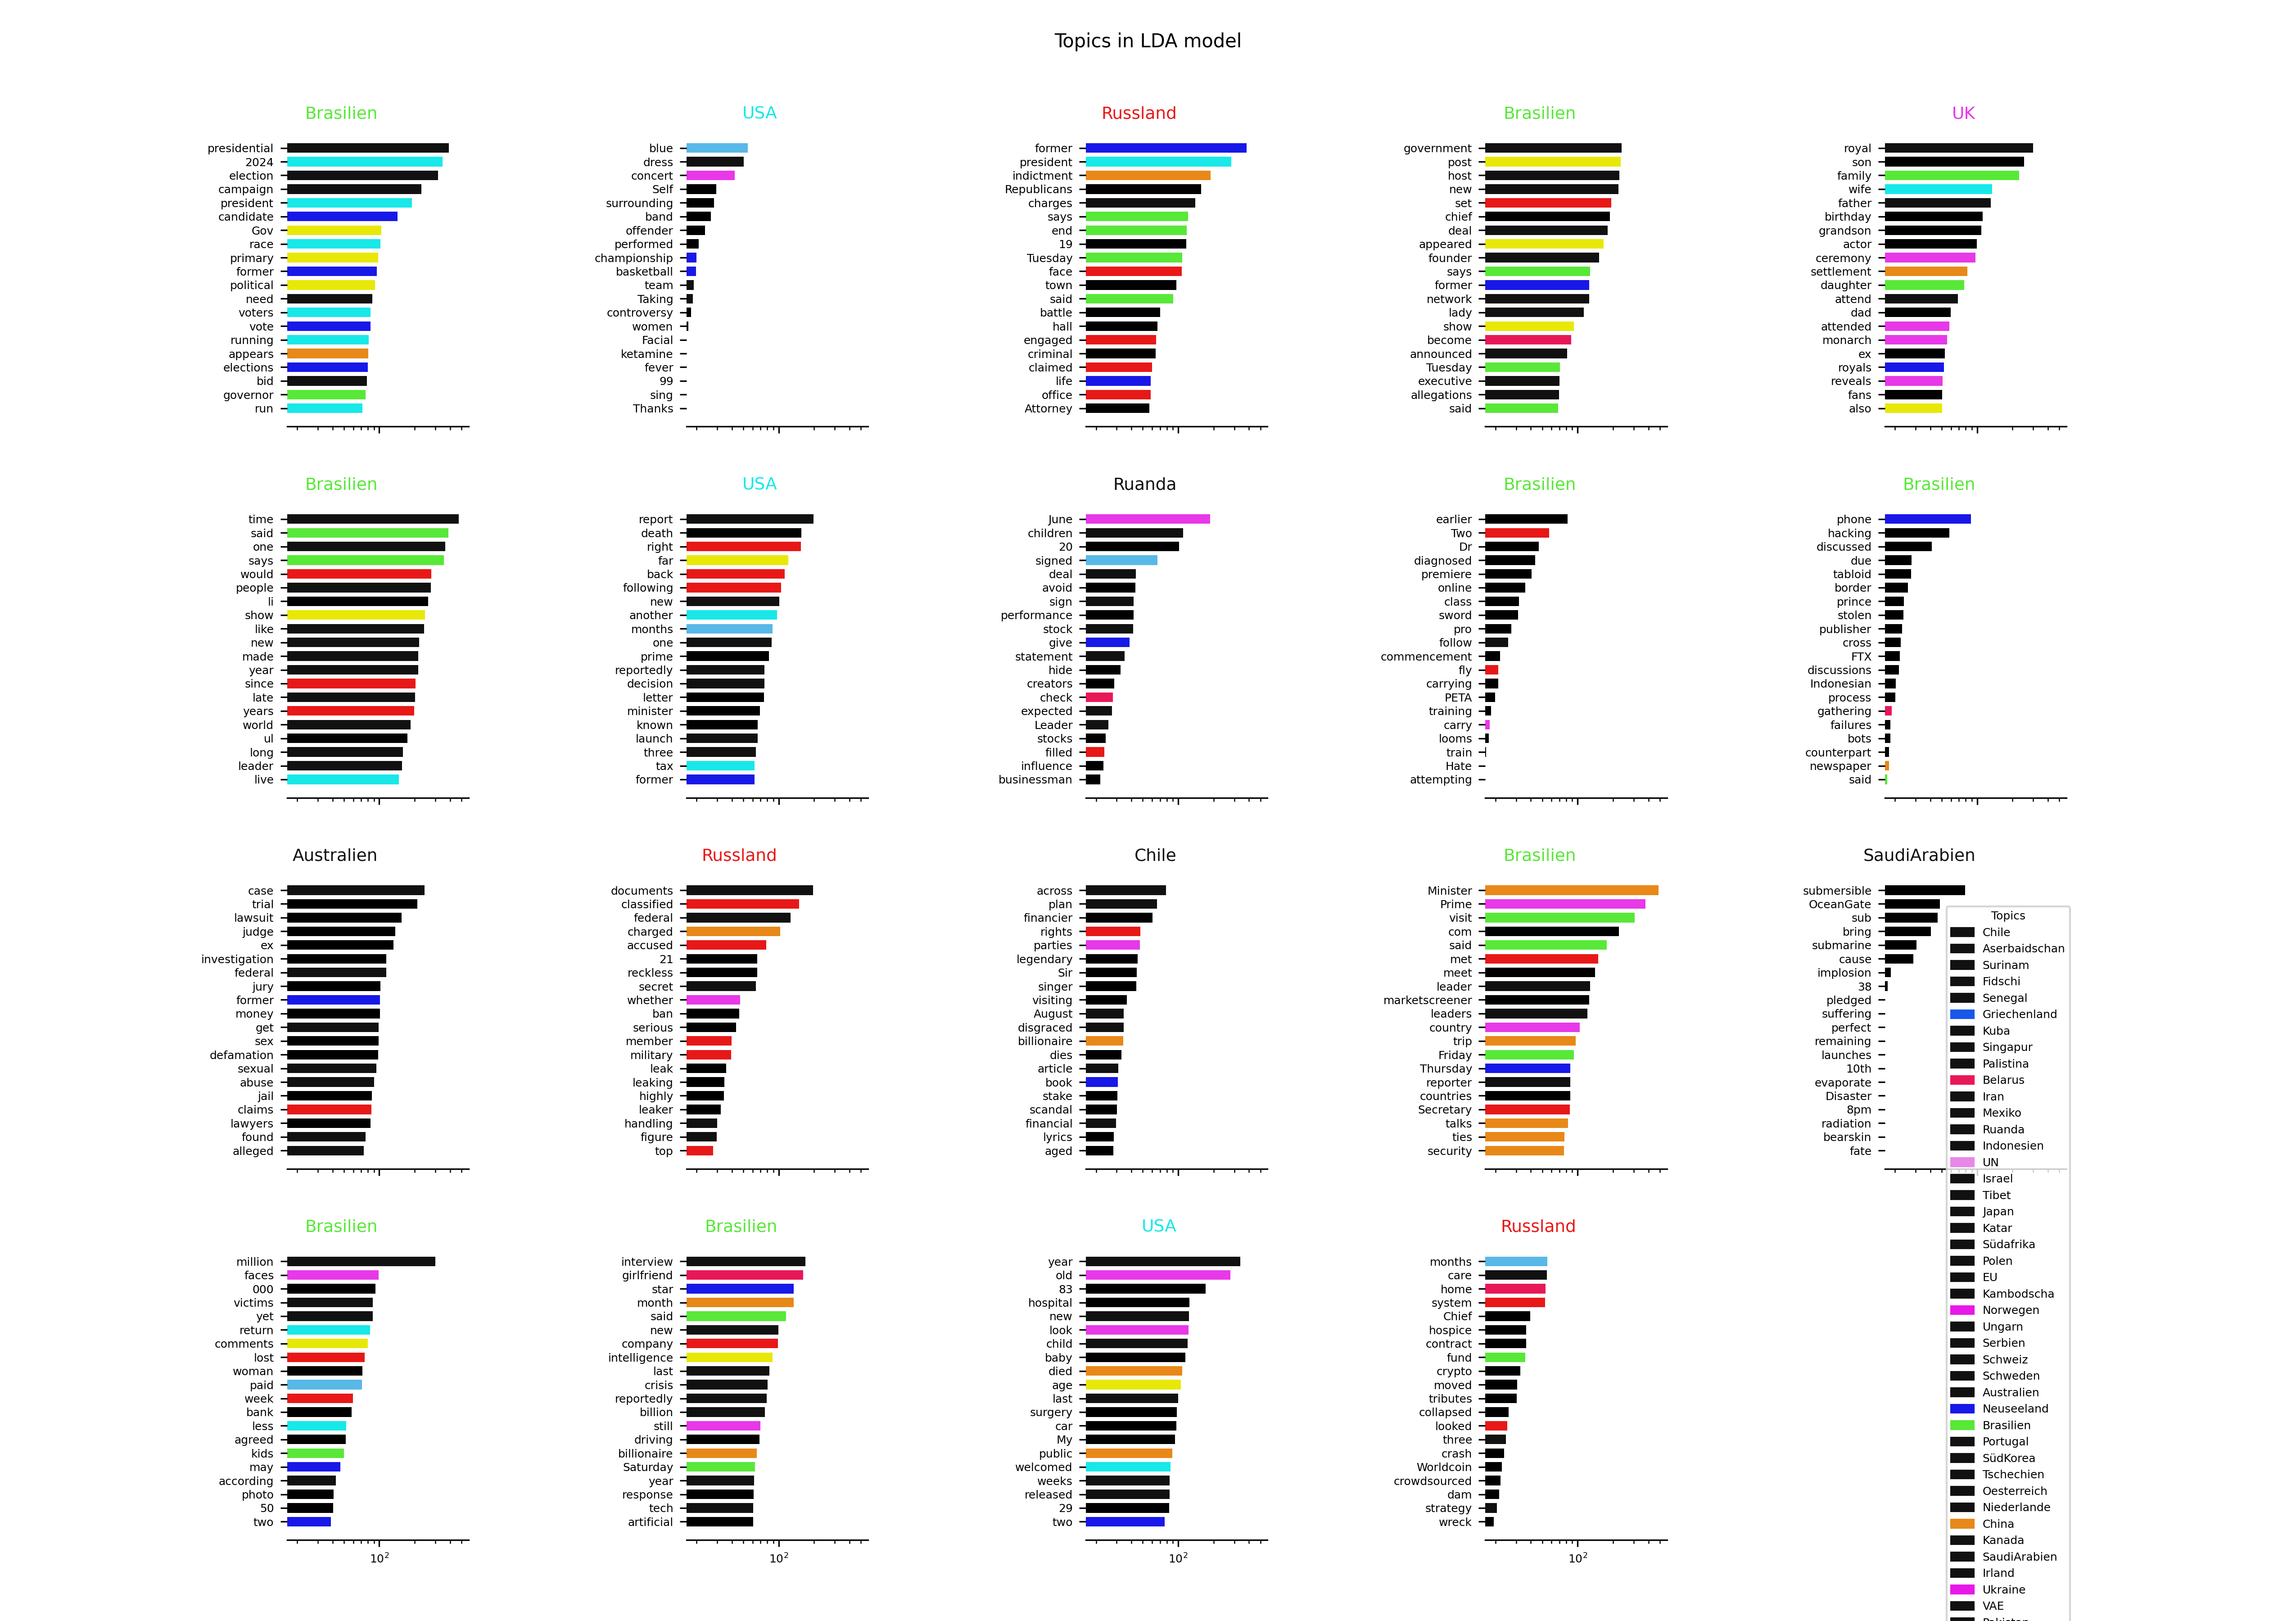 Topics in LDA model
Brasilien
presidential
2024
election
campaign
president
candidate
Gov
race
primary
former
political
need
voters
vote
running
appears
elections
bid
governor
run
USA
blue
dress
concert
Self
surrounding
band
offender
performed
championship
basketball
team
Taking
controversy
women
Facial
ketamine
fever
99
sing
Thanks
Russland
former
president
indictment
Republicans
charges
says
end
19
Tuesday
face
town
said
battle
hall
engaged
criminal
claimed
life
office
Attorney
Brasilien
government
post
host
new
set
chief
deal
appeared
founder
says
former
network
lady
show
become
announced
Tuesday
executive
allegations
said
UK
royal
son
family
wife
father
birthday
grandson
actor
ceremony
settlement
daughter
attend
dad
attended
monarch
ex
royals
reveals
fans
also
Brasilien
time
said
one
says
would
people
li
show
like
new
made
year
since
late
years
world
ul
long
leader
live
USA
report
death
right
far
back
following
new
another
months
one
prime
reportedly
decision
letter
minister
known
launch
three
tax
former
Ruanda
June
children
20
signed
deal
avoid
sign
performance
stock
give
statement
hide
creators
check
expected
Leader
stocks
filled
influence
businessman
Brasilien
earlier
Two
Dr
diagnosed
premiere
online
class
sword
pro
follow
commencement
fly
carrying
PETA
training
carry
looms
train
Hate
attempting
Brasilien
phone
hacking
discussed
due
tabloid
border
prince
stolen
publisher
cross
FTX
discussions
Indonesian
process
gathering
failures
bots
counterpart
newspaper
said
Australien
case
trial
lawsuit
judge
ex
investigation
federal
jury
former
money
get
sex
defamation
sexual
abuse
jail
claims
lawyers
found
alleged
Russland
documents
classified
federal
charged
accused
21
reckless
secret
whether
ban
serious
member
military
leak
leaking
highly
leaker
handling
figure
top
Chile
across
plan
financier
rights
parties
legendary
Sir
singer
visiting
August
disgraced
billionaire
dies
article
book
stake
scandal
financial
lyrics
aged
Brasilien
Minister
Prime
visit
com
said
met
meet
leader
marketscreener
leaders
country
trip
Friday
Thursday
reporter
countries
Secretary
talks
ties
security
SaudiArabien
submersible
OceanGate
sub
bring
submarine
cause
implosion
38
pledged
suffering
perfect
remaining
launches
10th
evaporate
Disaster
8pm
radiation
bearskin
fate
Brasilien
million
faces
000
victims
yet
return
comments
lost
woman
paid
week
bank
less
agreed
kids
may
according
photo
50
two
10²
Brasilien
interview
girlfriend
star
month
said
new
company
intelligence
last
crisis
reportedly
billion
still
driving
billionaire
Saturday
year
response
tech
artificial
10²
USA
year
old
83
hospital
new
look
child
baby
died
age
last
surgery
car
My
public
welcomed
weeks
released
29
two
10²
Russland
months
care
home
system
Chief
hospice
contract
fund
crypto
moved
tributes
collapsed
looked
three
crash
Worldcoin
crowdsourced
dam
strategy
wreck
10²
Topics
Chile
Aserbaidschan
Surinam
Fidschi
Senegal
Griechenland
Kuba
Singapur
Palistina
Belarus
Iran
Mexiko
Ruanda
Indonesien
UN
Israel
Tibet
Japan
Katar
Südafrika
Polen
EU
Kambodscha
Norwegen
Ungarn
Serbien
Schweiz
Schweden
Australien
Neuseeland
Brasilien
Portugal
SüdKorea
Tschechien
Oesterreich
Niederlande
China
Kanada
SaudiArabien
Irland
Ukraine
VAE